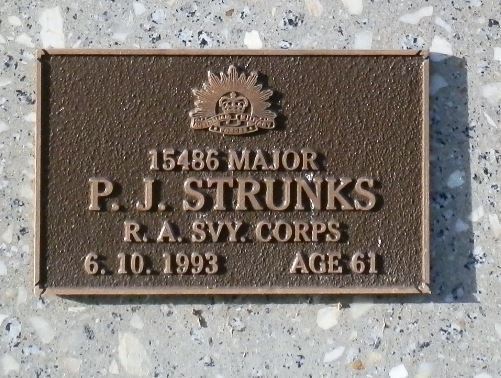 15486 MAJOR
P. J. STRUNKS
R. A. SVY. CORPS
6. 10. 1993 AGE 61